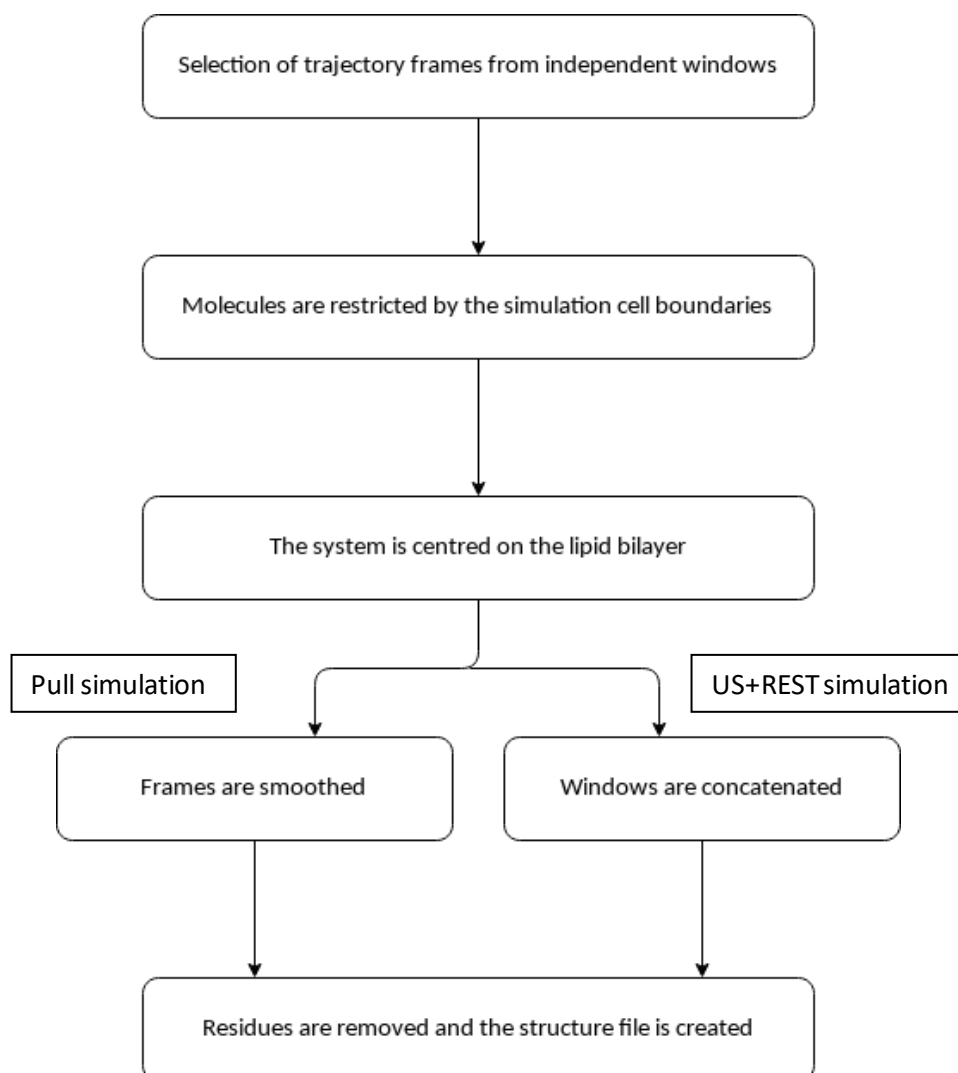 Selection of trajectory frames from independent windows
Molecules are restricted by the simulation cell boundaries
The system is centred on the lipid bilayer
Pull simulation
US+REST simulation
Frames are smoothed
Windows are concatenated
Residues are removed and the structure file is created